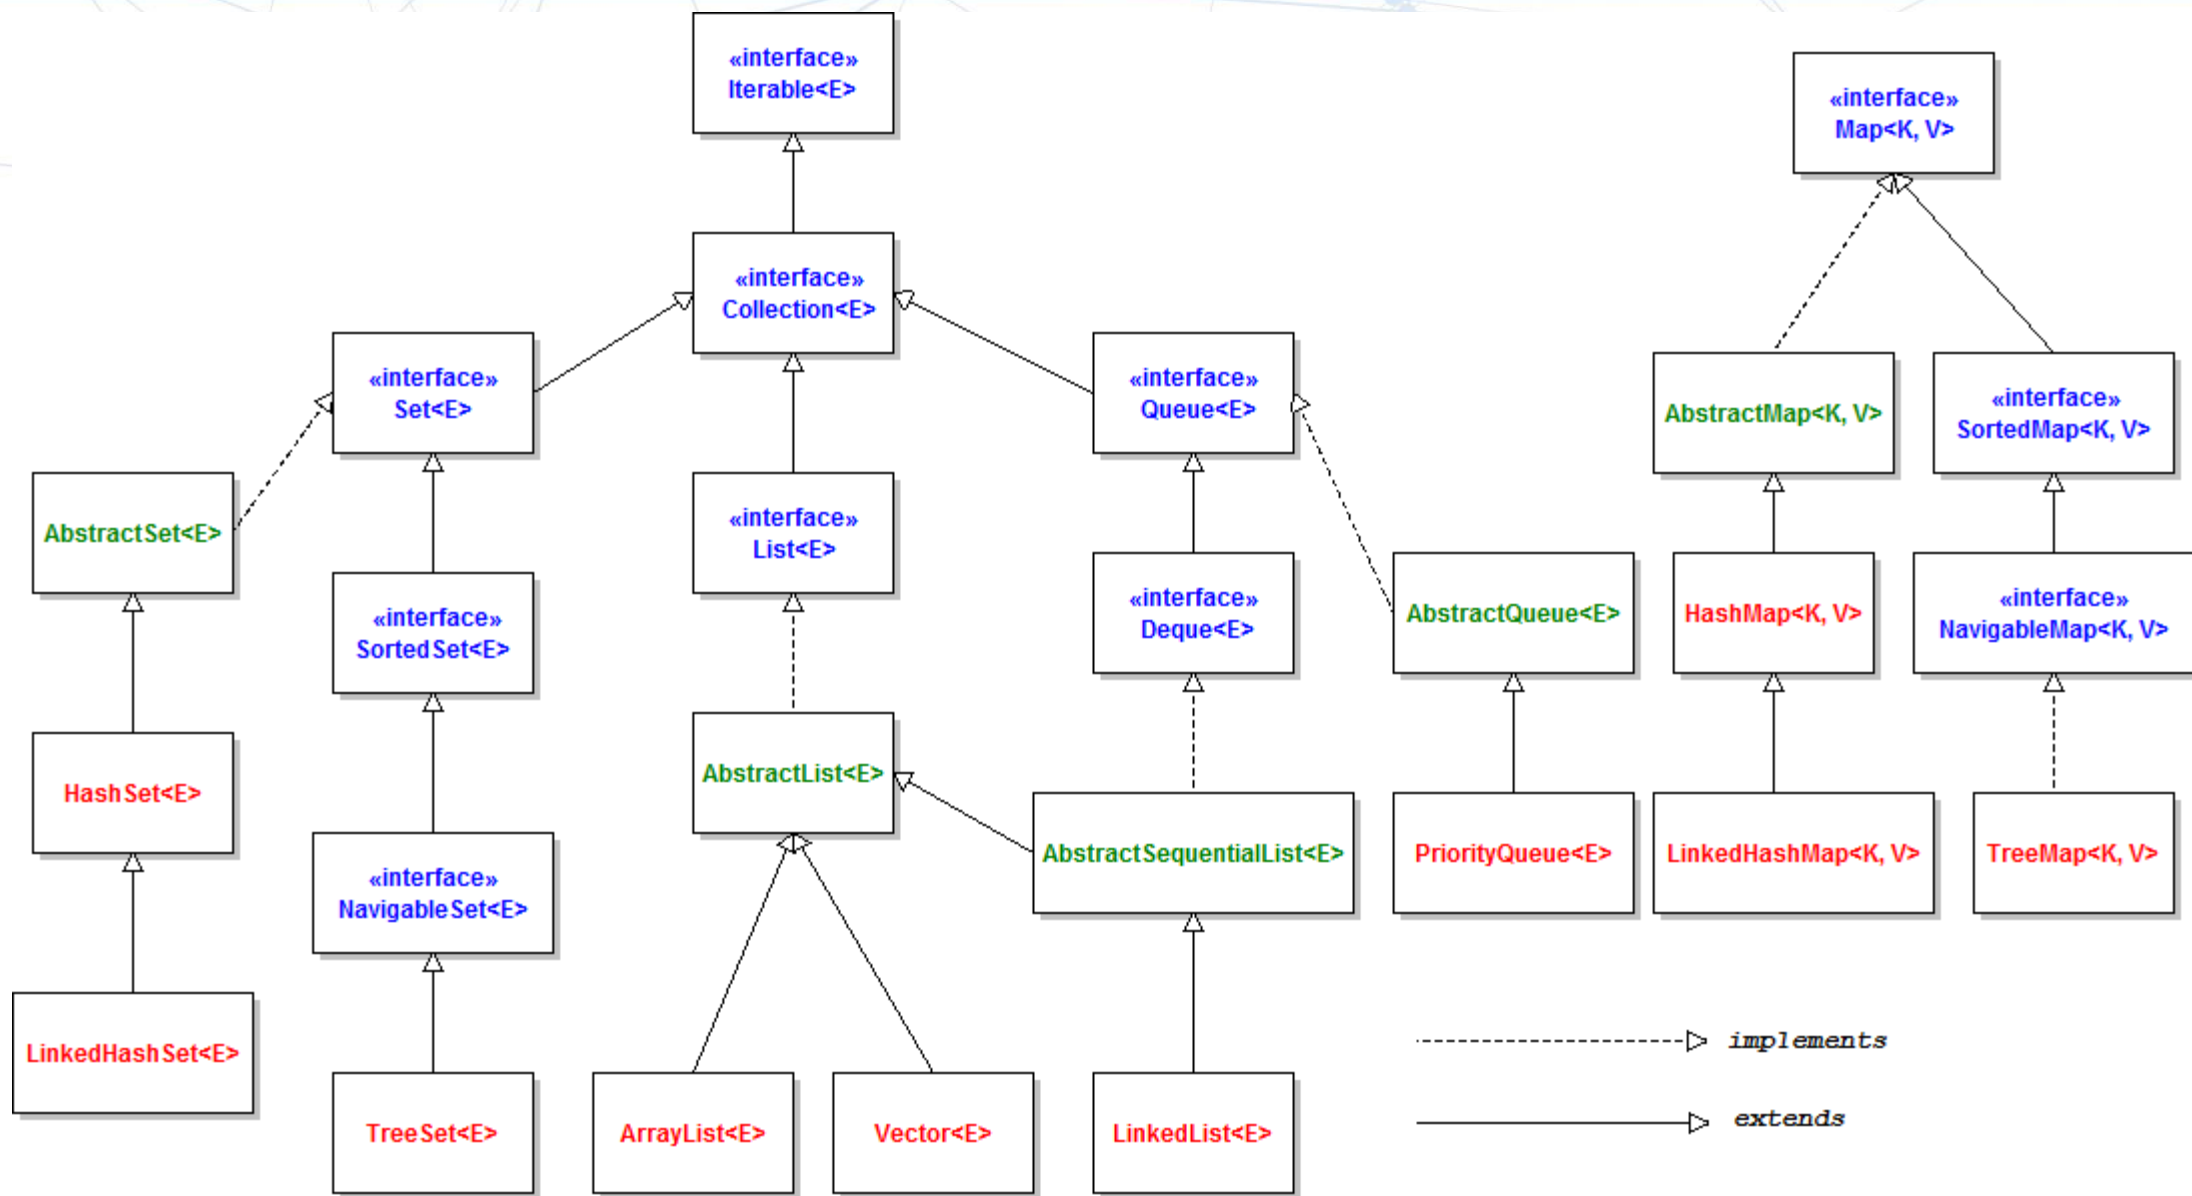 «interface»
Iterable<E>
«interface»
Map<K, V>
«interface»
Collection<E>
«interface»
Set<E>
«interface»
Queue<E>
AbstractMap<K, V>
«interface»
SortedMap<K, V>
AbstractSet<E>
«interface»
List<E>
«interface»
SortedSet<E>
«interface»
Deque<E>
AbstractQueue<E>
HashMap<K, V>
«interface»
NavigableMap<K, V>
HashSet<E>
AbstractList<E>
«interface»
NavigableSet<E>
AbstractSequentialList<E>
PriorityQueue<E>
LinkedHashMap<K, V>
TreeMap<K, V>
LinkedHashSet<E>
TreeSet<E>
ArrayList<E>
Vector<E>
LinkedList<E>
implements
extends